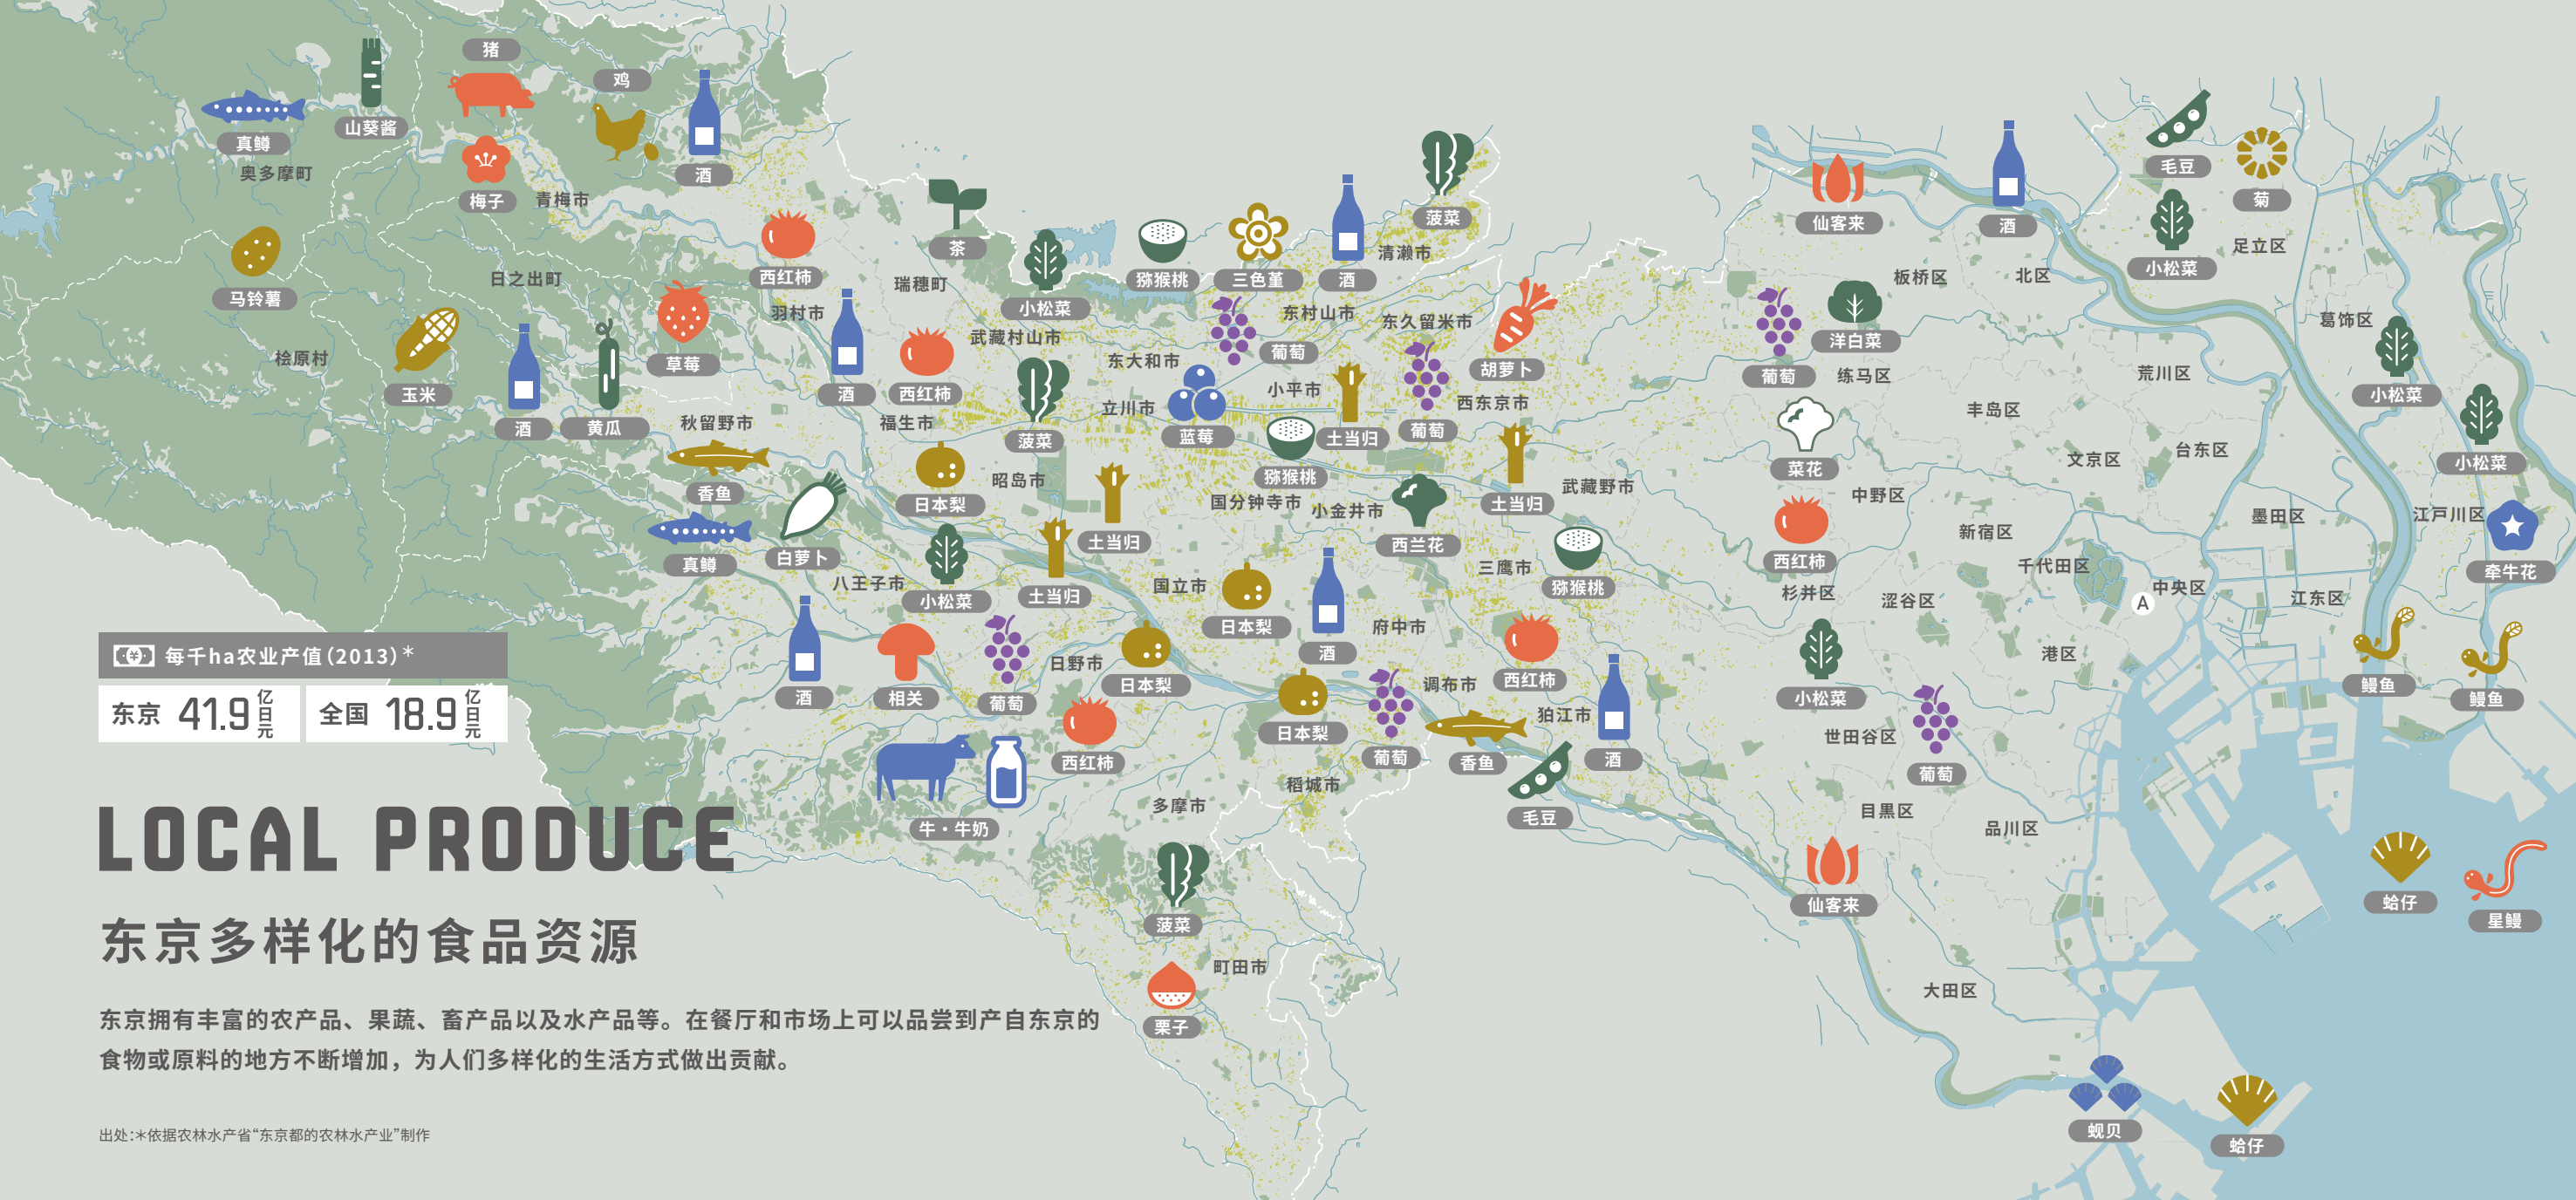 猪
鸡
山葵酱
真鳟
奥多摩町
梅子
青梅市
酒
马铃薯
日之出町
西红柿
茶
瑞穗町
小松菜
猕猴桃
三色堇
酒
菠菜
清濑市
仙客来
酒
毛豆
菊
小松菜
足立区
板桥区
北区
桧原村
玉米
酒
黄瓜
草莓
羽村市
酒
西红柿
武藏村山市
东大和市
葡萄
东村山市
东久留米市
胡萝卜
葡萄
洋白菜
练马区
葛饰区
小松菜
荒川区
秋留野市
福生市
菠菜
立川市
蓝莓
小平市
土当归
葡萄
西东京市
丰岛区
菜花
文京区
台东区
小松菜
香鱼
日本梨
昭岛市
猕猴桃
国分钟寺市
小金井市
土当归
武藏野市
中野区
新宿区
墨田区
江戸川区
真鳟
白萝卜
土当归
西兰花
西红柿
牵牛花
八王子市
小松菜
土当归
国立市
日本梨
三鹰市
猕猴桃
杉并区
涩谷区
千代田区
A
中央区
江东区
酒
相关
葡萄
日野市
日本梨
酒
府中市
西红柿
调布市
小松菜
港区
鳗鱼
鳗鱼
每千ha农业产值(2013)*
东京 41.9 亿日元
全国 18.9 亿日元
西红柿
日本梨
葡萄
香鱼
狛江市
酒
世田谷区
葡萄
牛・牛奶
多摩市
稻城市
毛豆
目黒区
品川区
LOCAL PRODUCE
东京多样化的食品资源
菠菜
仙客来
蛤仔
星鳗
町田市
栗子
大田区
东京拥有丰富的农产品、果蔬、畜产品以及水产品等。在餐厅和市场上可以品尝到产自东京的
食物或原料的地方不断增加，为人们多样化的生活方式做出贡献。
蚬贝
蛤仔
出处:*依据农林水产省“东京都的农林水产业”制作